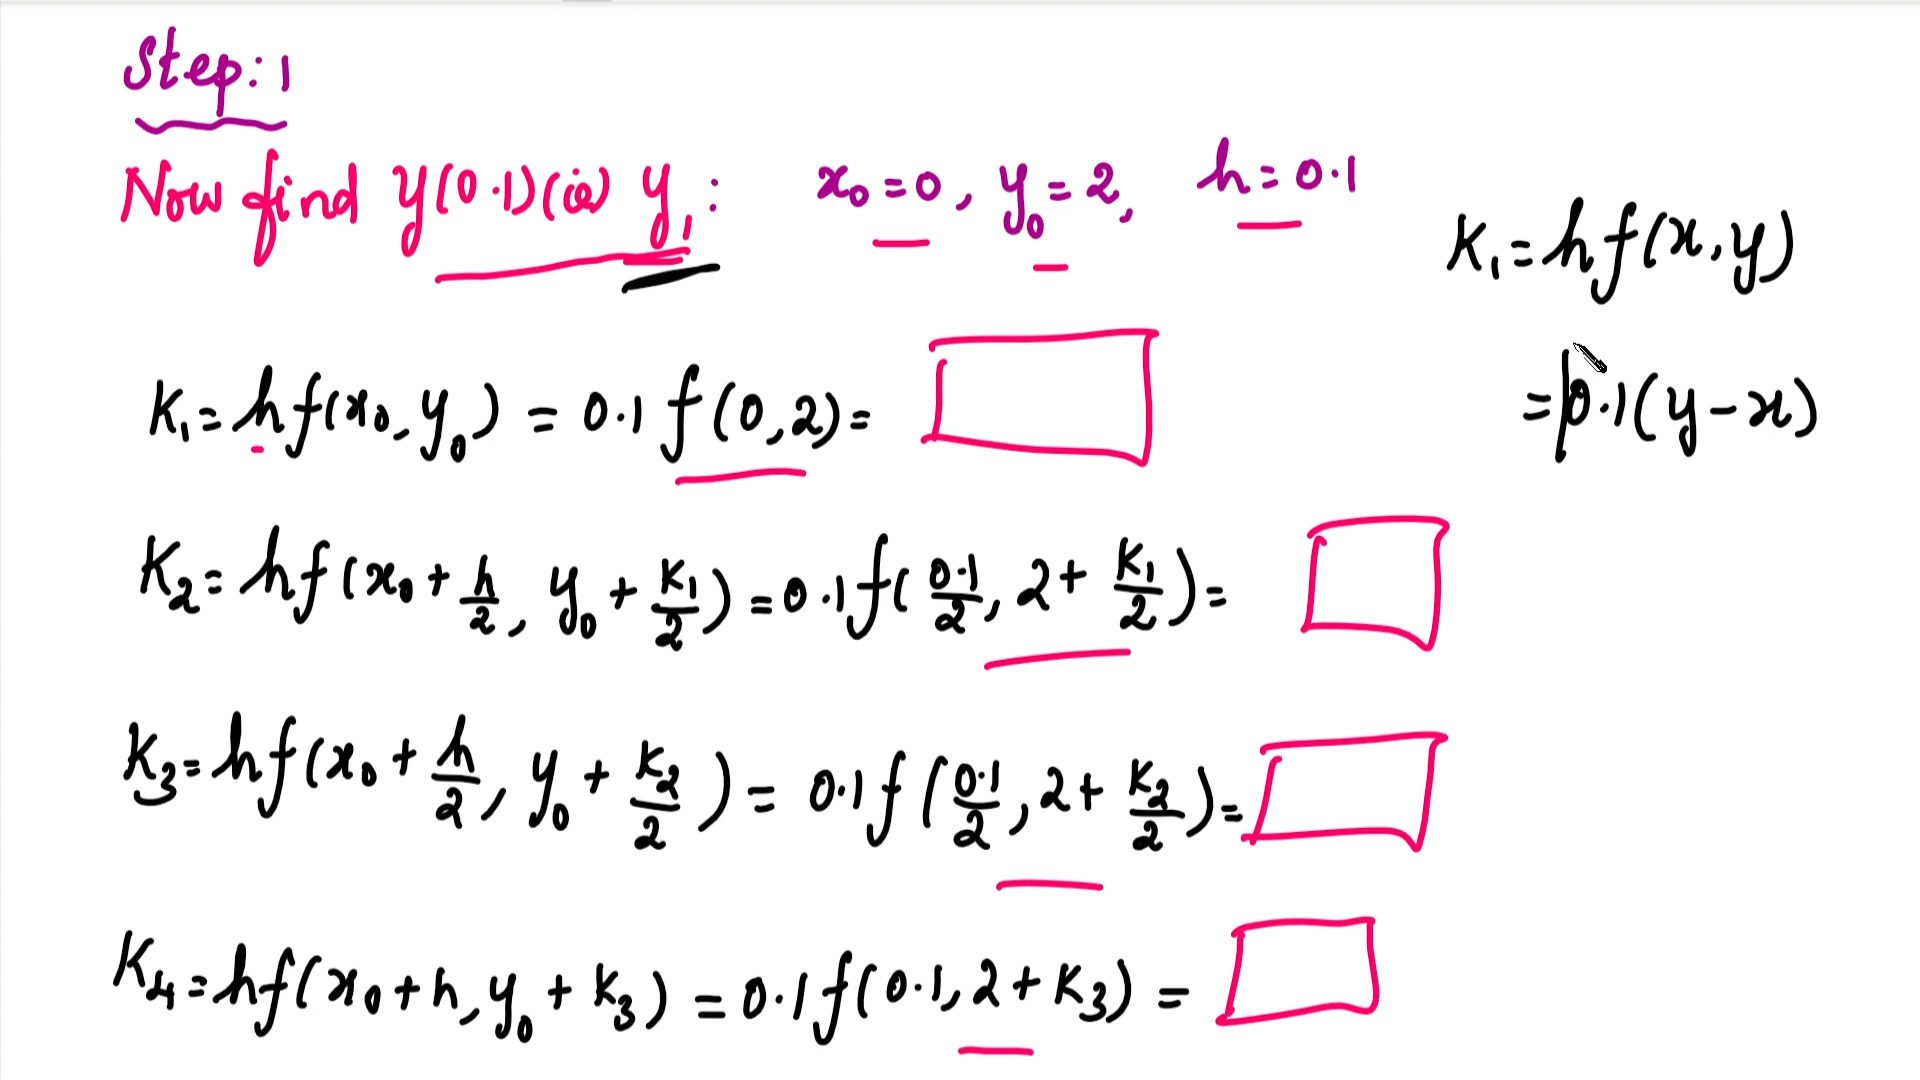 Step: 1
Now find y(0.1)(ie) y₁: x₀ = 0, y₀ = 2, h = 0.1
K₁ = hf(x, y)
= 0.1(y - x)
K₁ = hf(x₀, y₀) = 0.1 f(0, 2) =
K₂ = hf(x₀ + h/2, y₀ + K₁/2) = 0.1 f(0.1/2, 2 + K₁/2) =
K₃ = hf(x₀ + h/2, y₀ + K₂/2) = 0.1 f(0.1/2, 2 + K₂/2) =
K₄ = hf(x₀ + h, y₀ + K₃) = 0.1 f(0.1, 2 + K₃) =